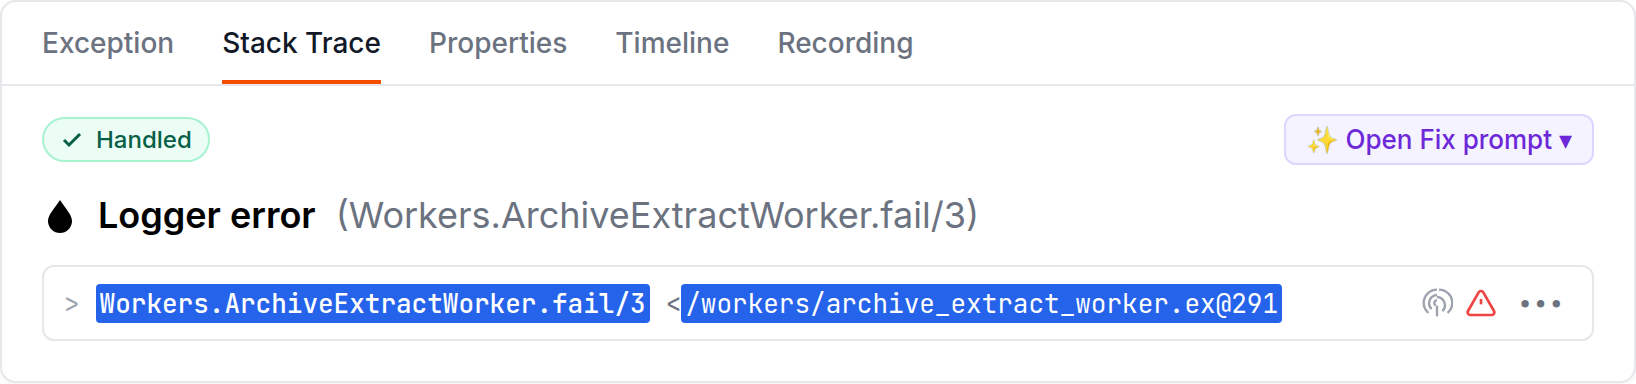 Exception Stack Trace Properties Timeline Recording
✓ Handled
✨ Open Fix prompt ▾
Logger error (Workers.ArchiveExtractWorker.fail/3)
> Workers.ArchiveExtractWorker.fail/3 </workers/archive_extract_worker.ex@291